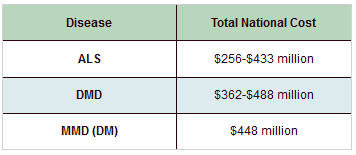 Disease Total National Cost
ALS $256-$433 million
DMD $362-$488 million
MMD (DM) $448 million